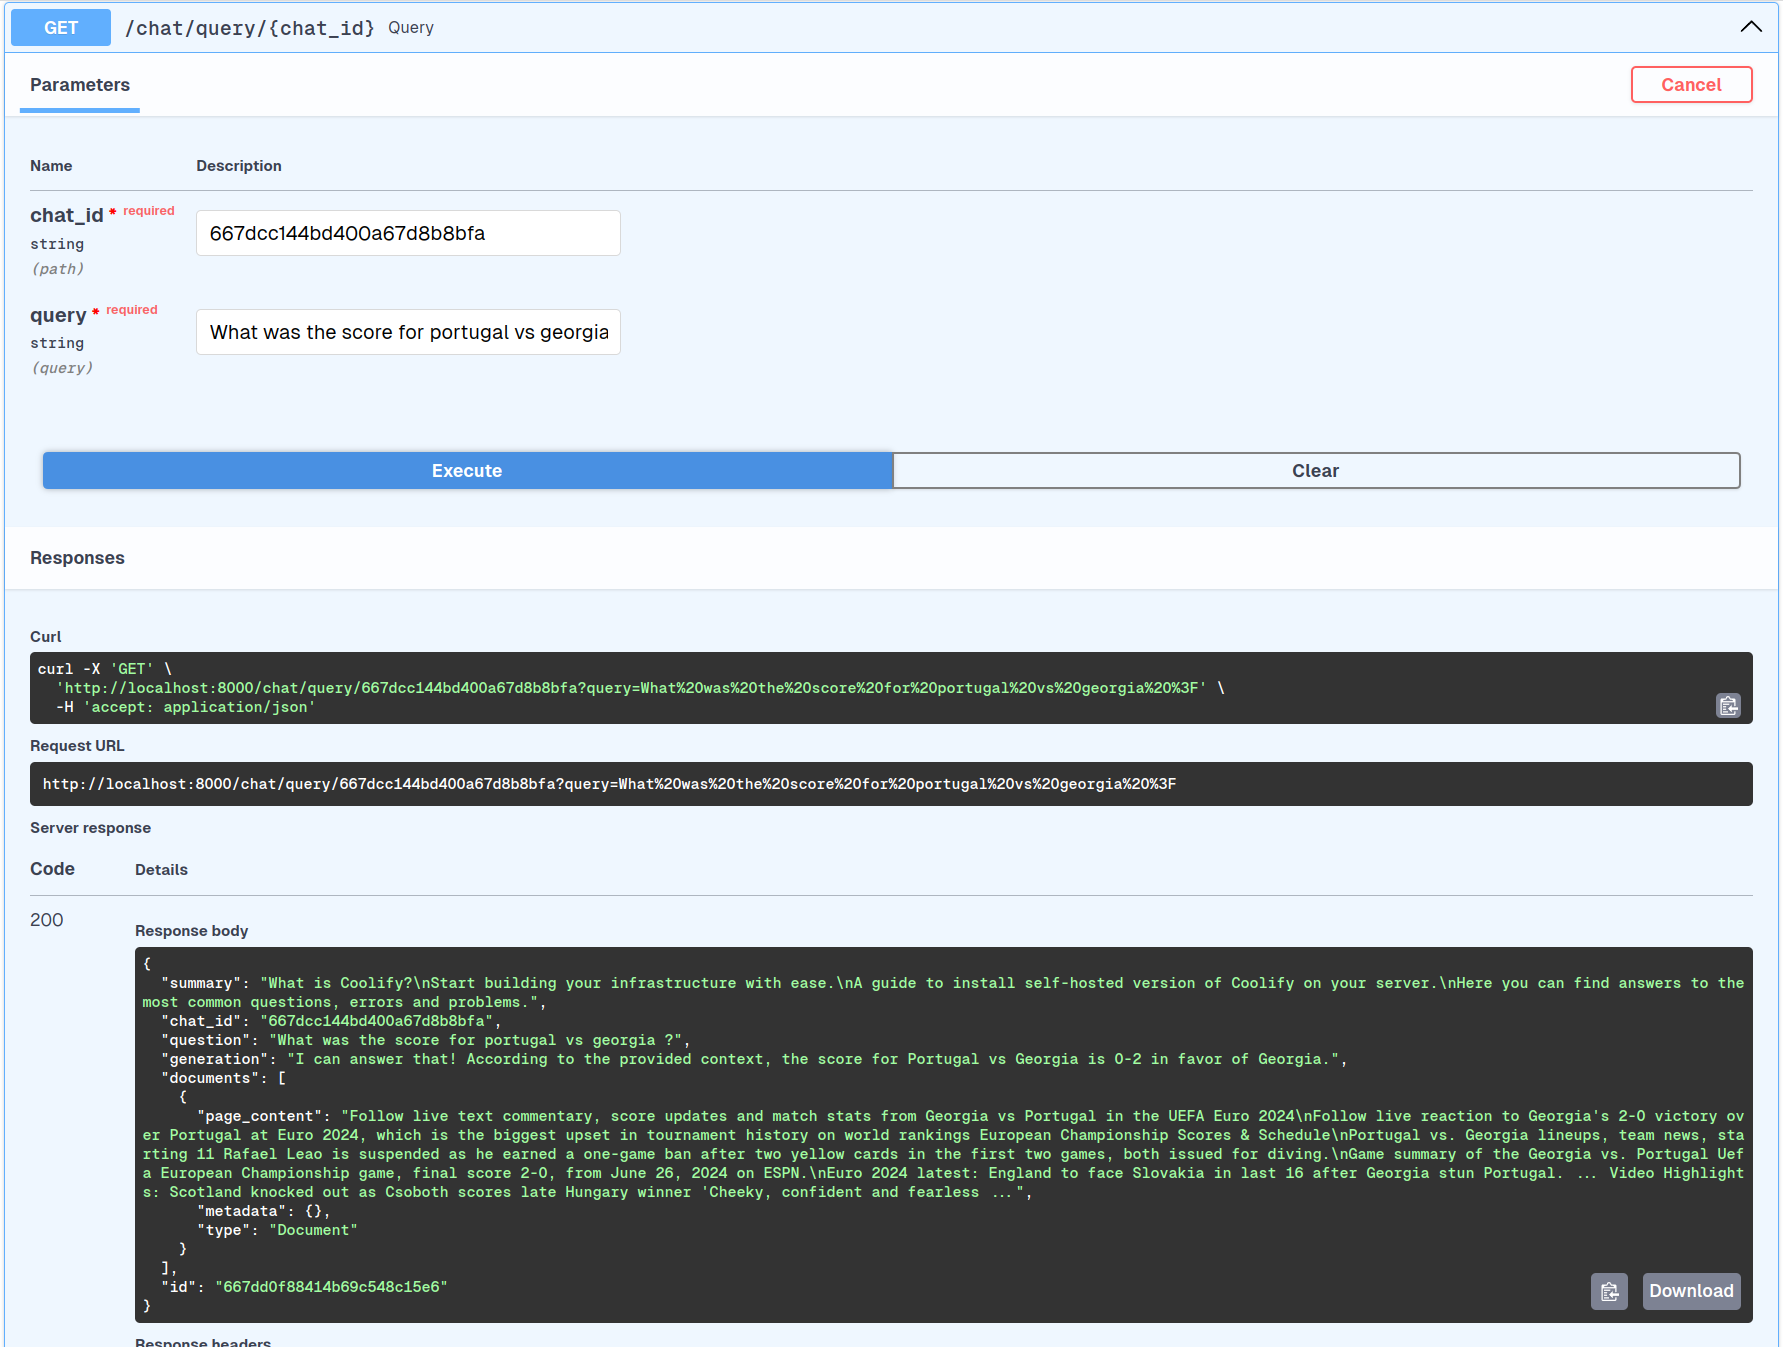 GET /chat/query/{chat_id} Query
Parameters
Cancel
Name Description
chat_id * required
string
(path)
667dcc144bd400a67d8b8bfa
query * required
string
(query)
What was the score for portugal vs georgia
Execute
Clear
Responses
Curl
curl -X 'GET' \
  'http://localhost:8000/chat/query/667dcc144bd400a67d8b8bfa?query=What%20was%20the%20score%20for%20portugal%20vs%20georgia%20%3F' \
  -H 'accept: application/json'
Request URL
http://localhost:8000/chat/query/667dcc144bd400a67d8b8bfa?query=What%20was%20the%20score%20for%20portugal%20vs%20georgia%20%3F
Server response
Code Details
200
Response body
{
  "summary": "What is Coolify?\nStart building your infrastructure with ease.\nA guide to install self-hosted version of Coolify on your server.\nHere you can find answers to the
most common questions, errors and problems.",
  "chat_id": "667dcc144bd400a67d8b8bfa",
  "question": "What was the score for portugal vs georgia ?",
  "generation": "I can answer that! According to the provided context, the score for Portugal vs Georgia is 0-2 in favor of Georgia.",
  "documents": [
    {
      "page_content": "Follow live text commentary, score updates and match stats from Georgia vs Portugal in the UEFA Euro 2024\nFollow live reaction to Georgia's 2-0 victory ov
er Portugal at Euro 2024, which is the biggest upset in tournament history on world rankings European Championship Scores & Schedule\nPortugal vs. Georgia lineups, team news, sta
rting 11 Rafael Leao is suspended as he earned a one-game ban after two yellow cards in the first two games, both issued for diving.\nGame summary of the Georgia vs. Portugal Uef
a European Championship game, final score 2-0, from June 26, 2024 on ESPN.\nEuro 2024 latest: England to face Slovakia in last 16 after Georgia stun Portugal. ... Video Highlight
s: Scotland knocked out as Csoboth scores late Hungary winner 'Cheeky, confident and fearless ...",
      "metadata": {},
      "type": "Document"
    }
  ],
  "id": "667dd0f88414b69c548c15e6"
}
Download
Response headers